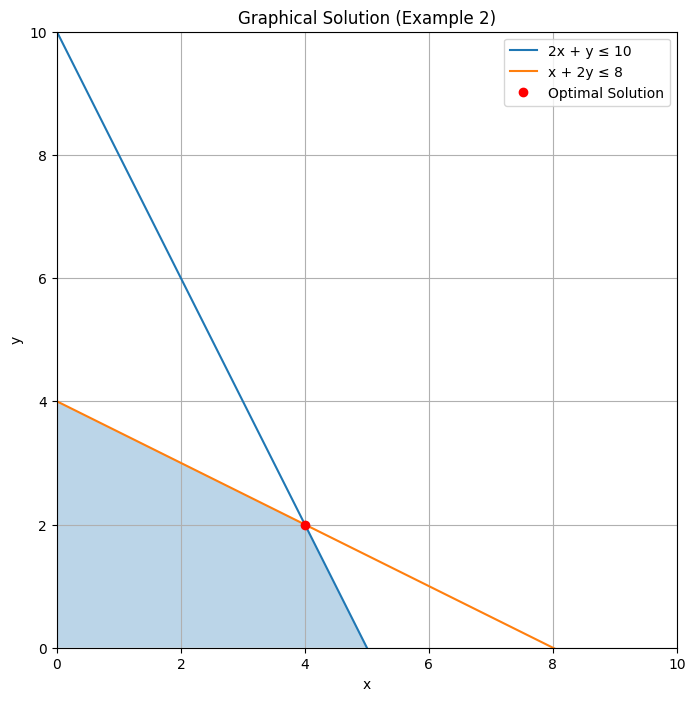 Graphical Solution (Example 2)
2x + y ≤ 10
x + 2y ≤ 8
Optimal Solution
10
8
6
4
2
0
y
0 2 4 6 8 10
x